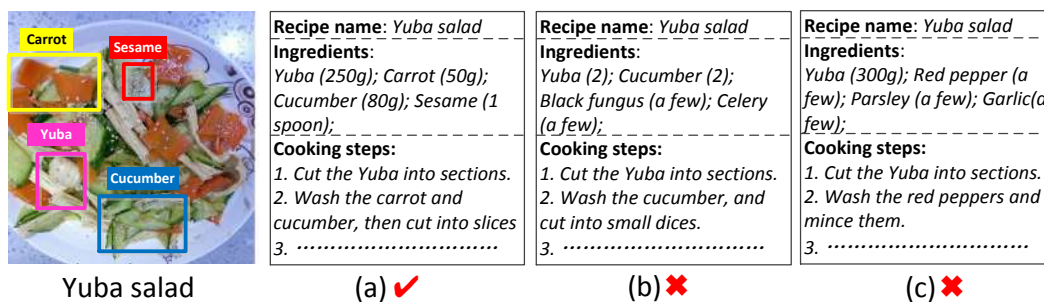 Carrot
Sesame
Yuba
Cucumber
Yuba salad
Recipe name: Yuba salad
Ingredients:
Yuba (250g); Carrot (50g);
Cucumber (80g); Sesame (1
spoon);
Cooking steps:
1. Cut the Yuba into sections.
2. Wash the carrot and
cucumber, then cut into slices
3. ................................
(a) ✔
Recipe name: Yuba salad
Ingredients:
Yuba (2); Cucumber (2);
Black fungus (a few); Celery
(a few);
Cooking steps:
1. Cut the Yuba into sections.
2. Wash the cucumber, and
cut into small dices.
3. ................................
(b) ✖
Recipe name: Yuba salad
Ingredients:
Yuba (300g); Red pepper (a
few); Parsley (a few); Garlic(a
few);
Cooking steps:
1. Cut the Yuba into sections.
2. Wash the red peppers and
mince them.
3. ................................
(c) ✖